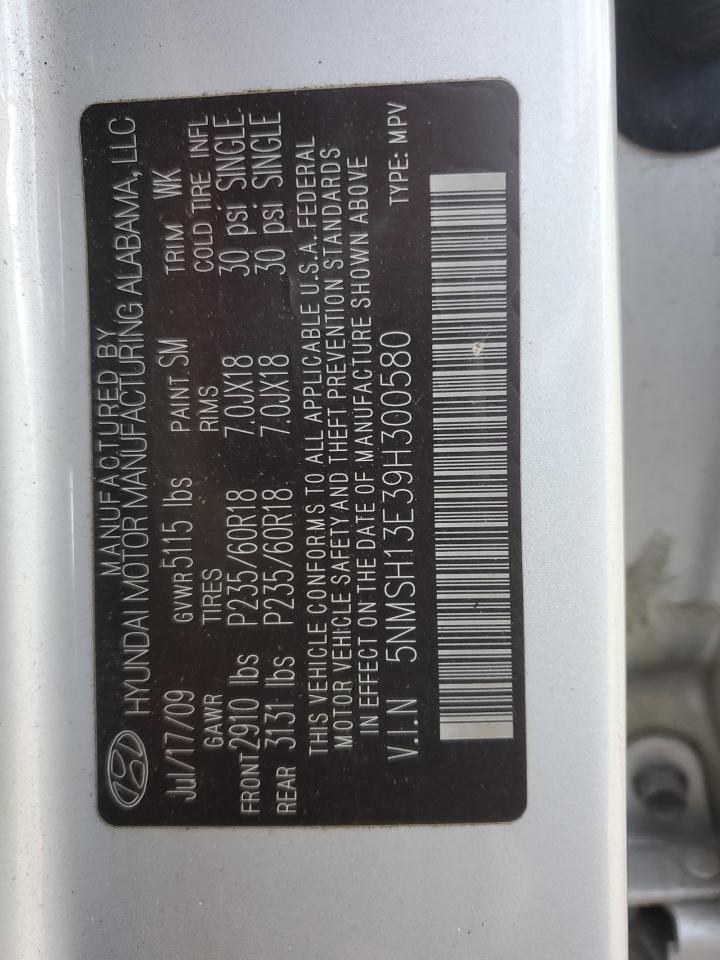 MANUFACTURED BY
HYUNDAI MOTOR MANUFACTURING ALABAMA, LLC
Jul/17/09 GVWR 5115 lbs PAINT SM TRIM WK
GAWR TIRES RIMS COLD TIRE INFL
FRONT 2910 lbs P235/60R18 7.0JX18 30 psi SINGLE
REAR 3131 lbs P235/60R18 7.0JX18 30 psi SINGLE
THIS VEHICLE CONFORMS TO ALL APPLICABLE U.S.A. FEDERAL
MOTOR VEHICLE SAFETY AND THEFT PREVENTION STANDARDS
IN EFFECT ON THE DATE OF MANUFACTURE SHOWN ABOVE
V.I.N 5NMSH13E39H300580 TYPE: MPV